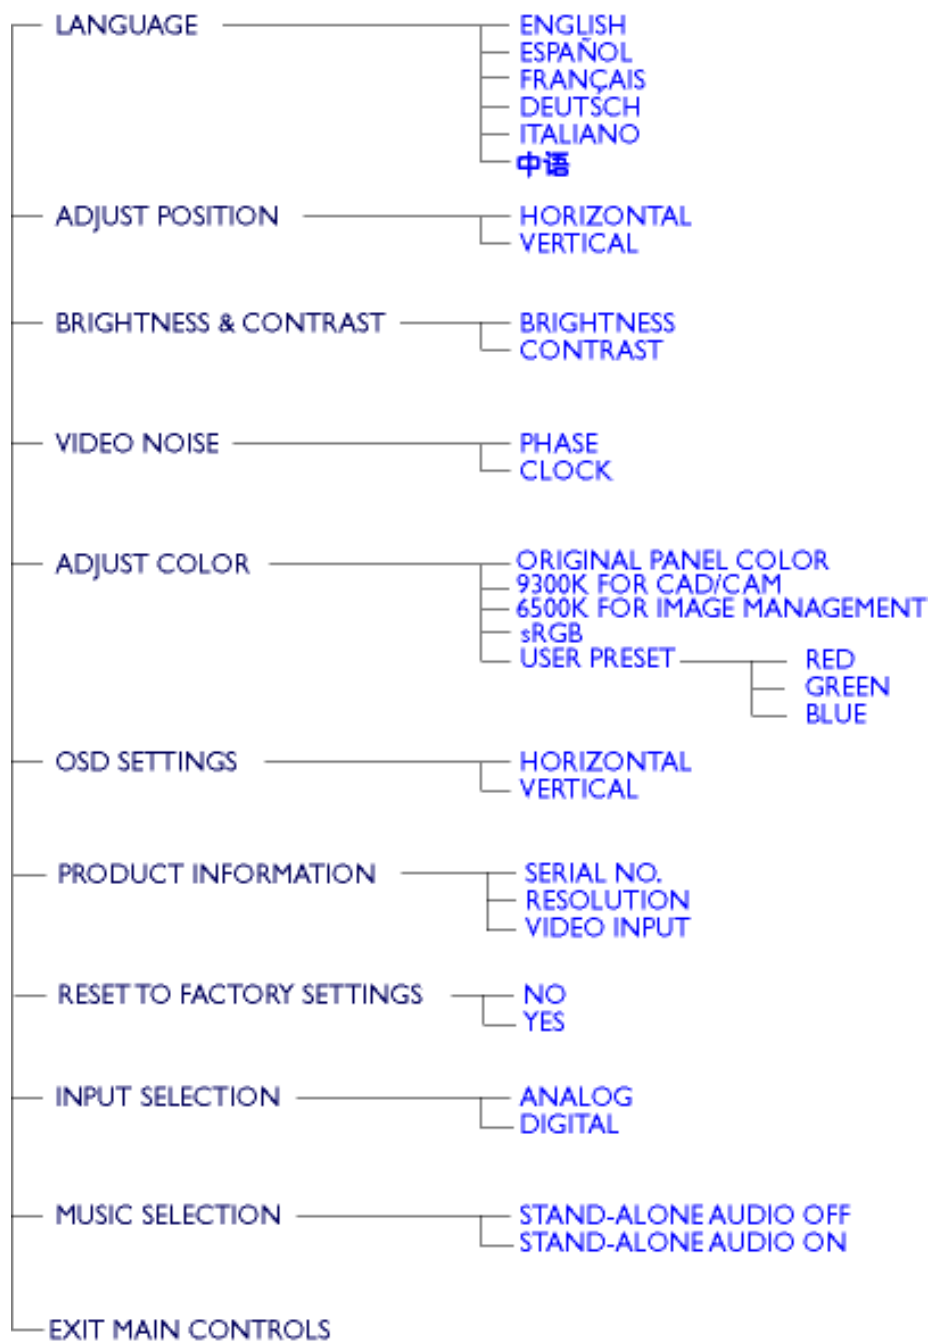 LANGUAGE ENGLISH
ESPAÑOL
FRANÇAIS
DEUTSCH
ITALIANO
中语
ADJUST POSITION HORIZONTAL
VERTICAL
BRIGHTNESS & CONTRAST BRIGHTNESS
CONTRAST
VIDEO NOISE PHASE
CLOCK
ADJUST COLOR ORIGINAL PANEL COLOR
9300K FOR CAD/CAM
6500K FOR IMAGE MANAGEMENT
sRGB
USER PRESET RED
GREEN
BLUE
OSD SETTINGS HORIZONTAL
VERTICAL
PRODUCT INFORMATION SERIAL NO.
RESOLUTION
VIDEO INPUT
RESET TO FACTORY SETTINGS NO
YES
INPUT SELECTION ANALOG
DIGITAL
MUSIC SELECTION STAND-ALONE AUDIO OFF
STAND-ALONE AUDIO ON
EXIT MAIN CONTROLS